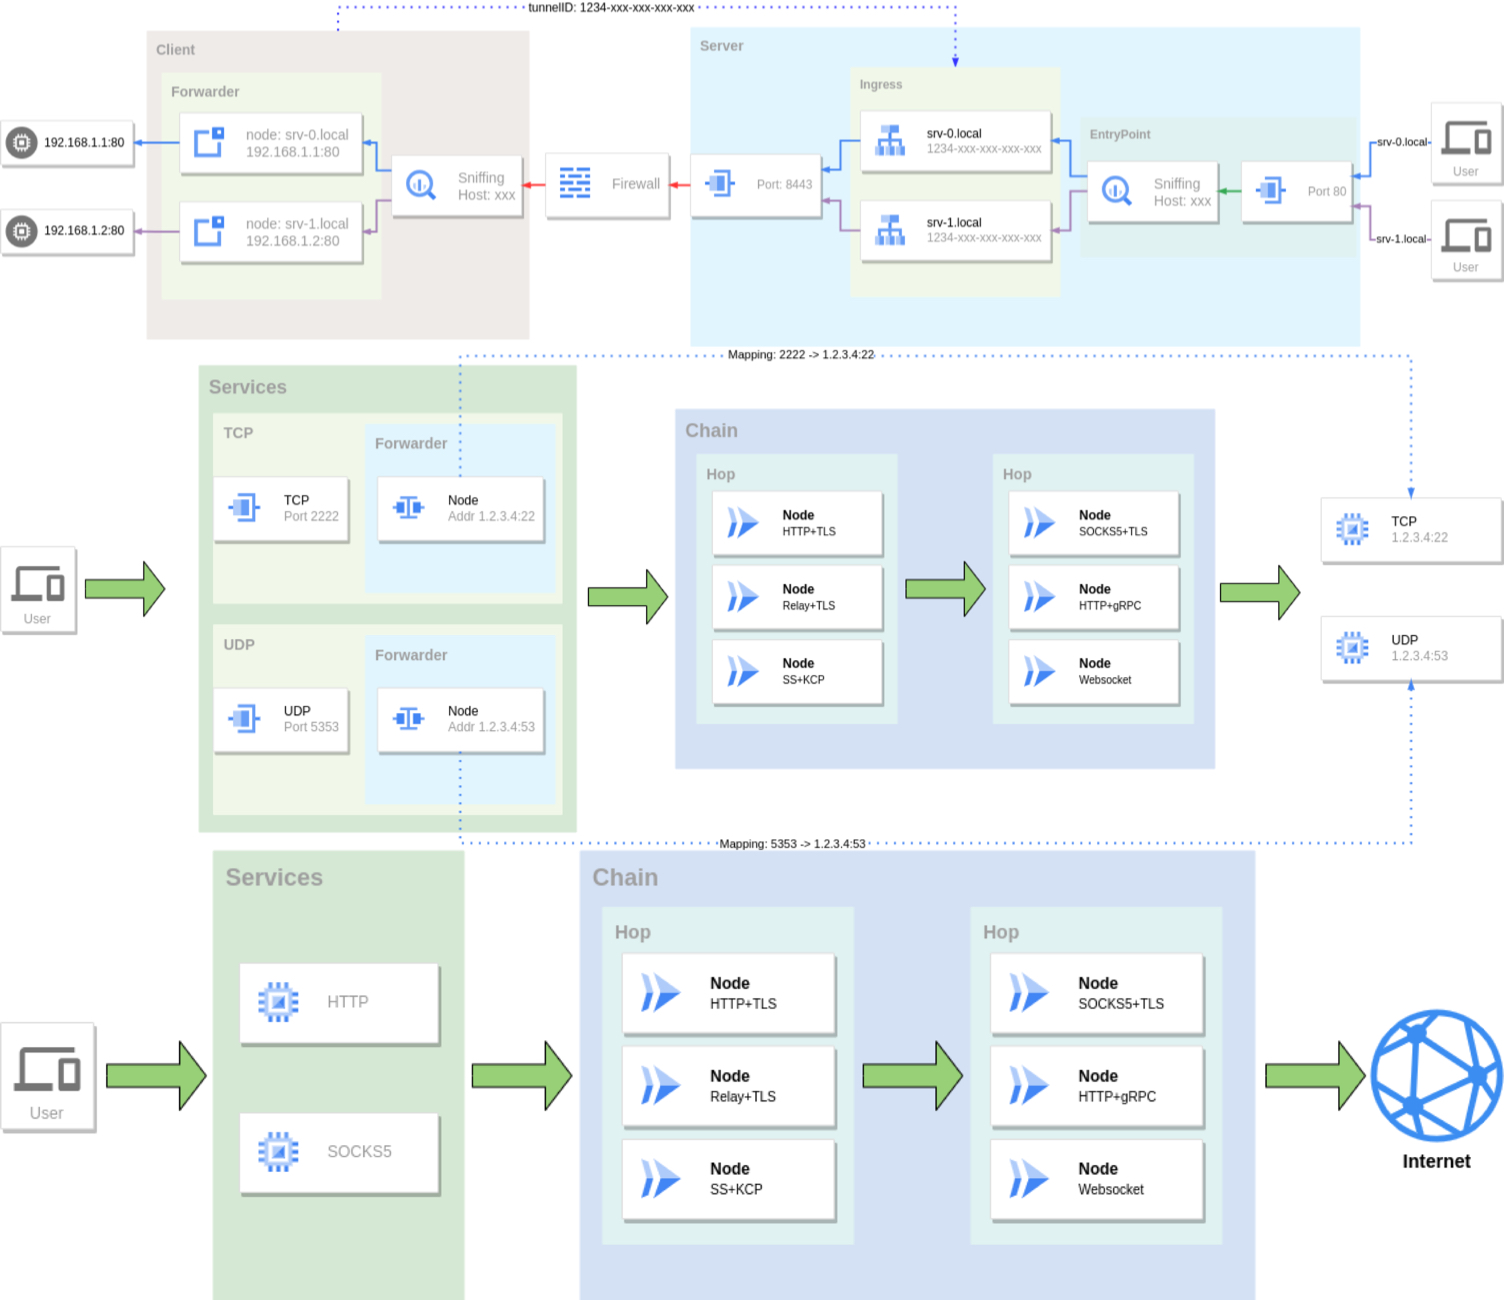 tunnelID: 1234-xxx-xxx-xxx-xxx
Client
Forwarder
192.168.1.1:80
node: srv-0.local
192.168.1.1:80
192.168.1.2:80
node: srv-1.local
192.168.1.2:80
Sniffing
Host: xxx
Firewall
Server
Port: 8443
Ingress
srv-0.local
1234-xxx-xxx-xxx-xxx
srv-1.local
1234-xxx-xxx-xxx-xxx
EntryPoint
Sniffing
Host: xxx
Port 80
srv-0.local
User
srv-1.local
User
Mapping: 2222 -> 1.2.3.4:22
User
Services
TCP
TCP
Port 2222
Forwarder
Node
Addr 1.2.3.4:22
UDP
UDP
Port 5353
Forwarder
Node
Addr 1.2.3.4:53
Chain
Hop
Node
HTTP+TLS
Node
Relay+TLS
Node
SS+KCP
Hop
Node
SOCKS5+TLS
Node
HTTP+gRPC
Node
Websocket
TCP
1.2.3.4:22
UDP
1.2.3.4:53
Mapping: 5353 -> 1.2.3.4:53
User
Services
HTTP
SOCKS5
Chain
Hop
Node
HTTP+TLS
Node
Relay+TLS
Node
SS+KCP
Hop
Node
SOCKS5+TLS
Node
HTTP+gRPC
Node
Websocket
Internet